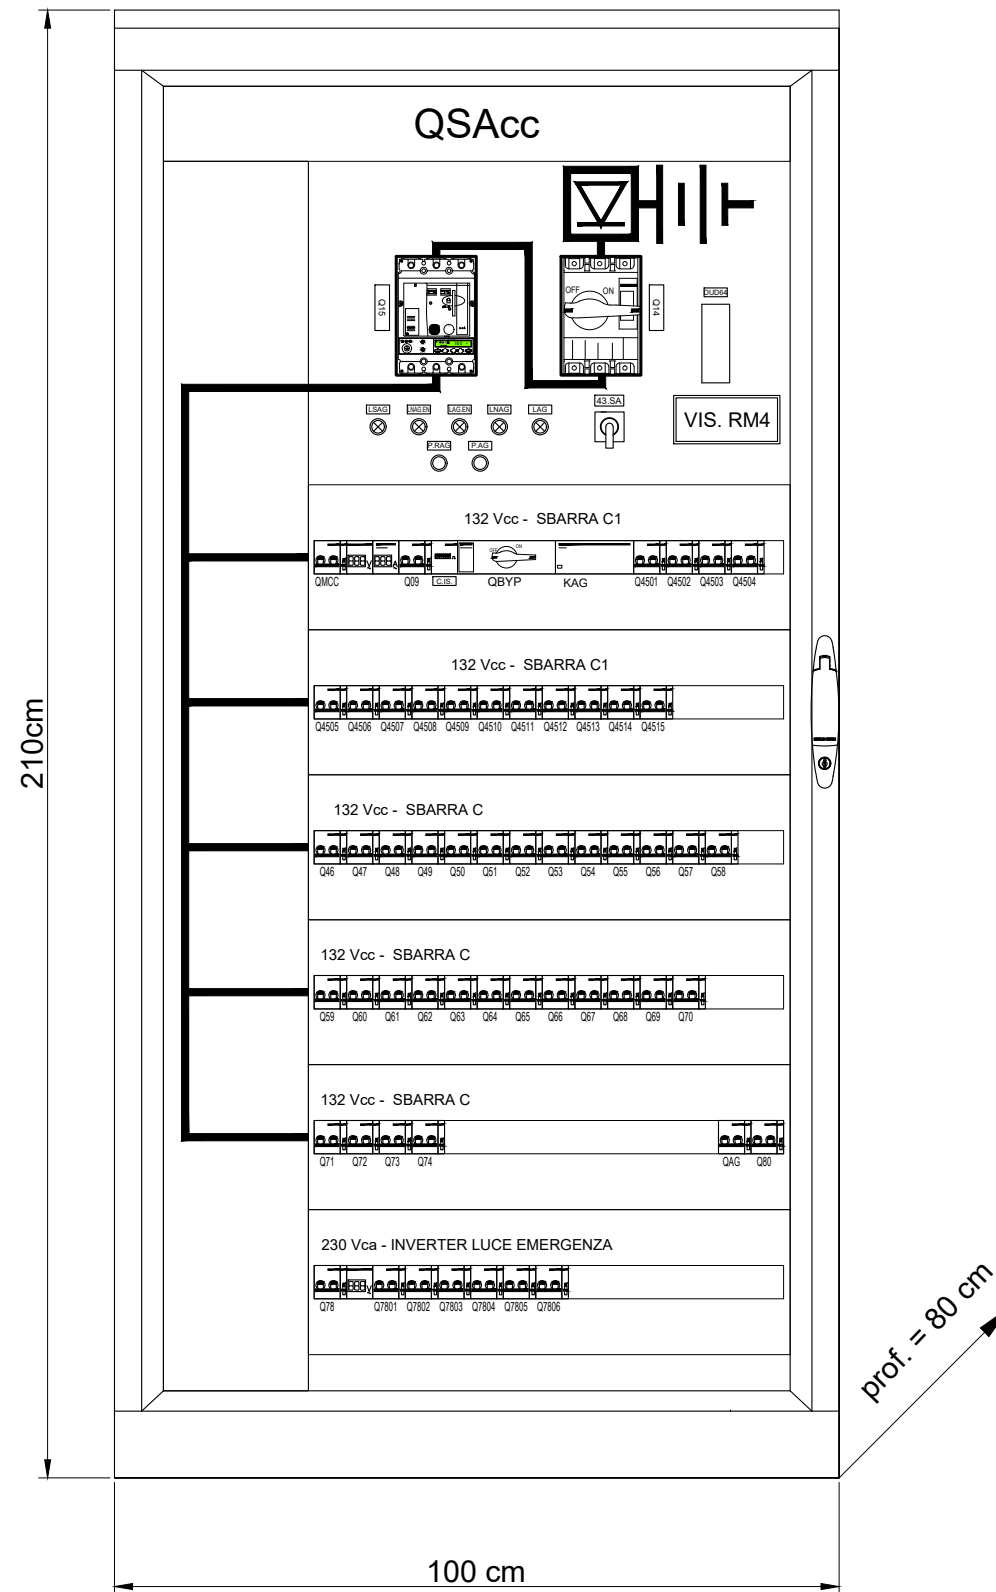 QSAcc
Q15
OFF
ON
Q14
DUD64
LSAG
LNAG.EN
LAG.EN
LNAG
LAG
43.SA
P.RAG
P.AG
VIS. RM4
132 Vcc - SBARRA C1
V
A
OFF
ON
QMCC
Q09
C.IS.
QBYP
KAG
Q4501
Q4502
Q4503
Q4504
132 Vcc - SBARRA C1
Q4505
Q4506
Q4507
Q4508
Q4509
Q4510
Q4511
Q4512
Q4513
Q4514
Q4515
132 Vcc - SBARRA C
Q46
Q47
Q48
Q49
Q50
Q51
Q52
Q53
Q54
Q55
Q56
Q57
Q58
132 Vcc - SBARRA C
Q59
Q60
Q61
Q62
Q63
Q64
Q65
Q66
Q67
Q68
Q69
Q70
132 Vcc - SBARRA C
Q71
Q72
Q73
Q74
QAG
Q80
230 Vca - INVERTER LUCE EMERGENZA
V
Q78
Q7801
Q7802
Q7803
Q7804
Q7805
Q7806
210cm
100 cm
prof. = 80 cm